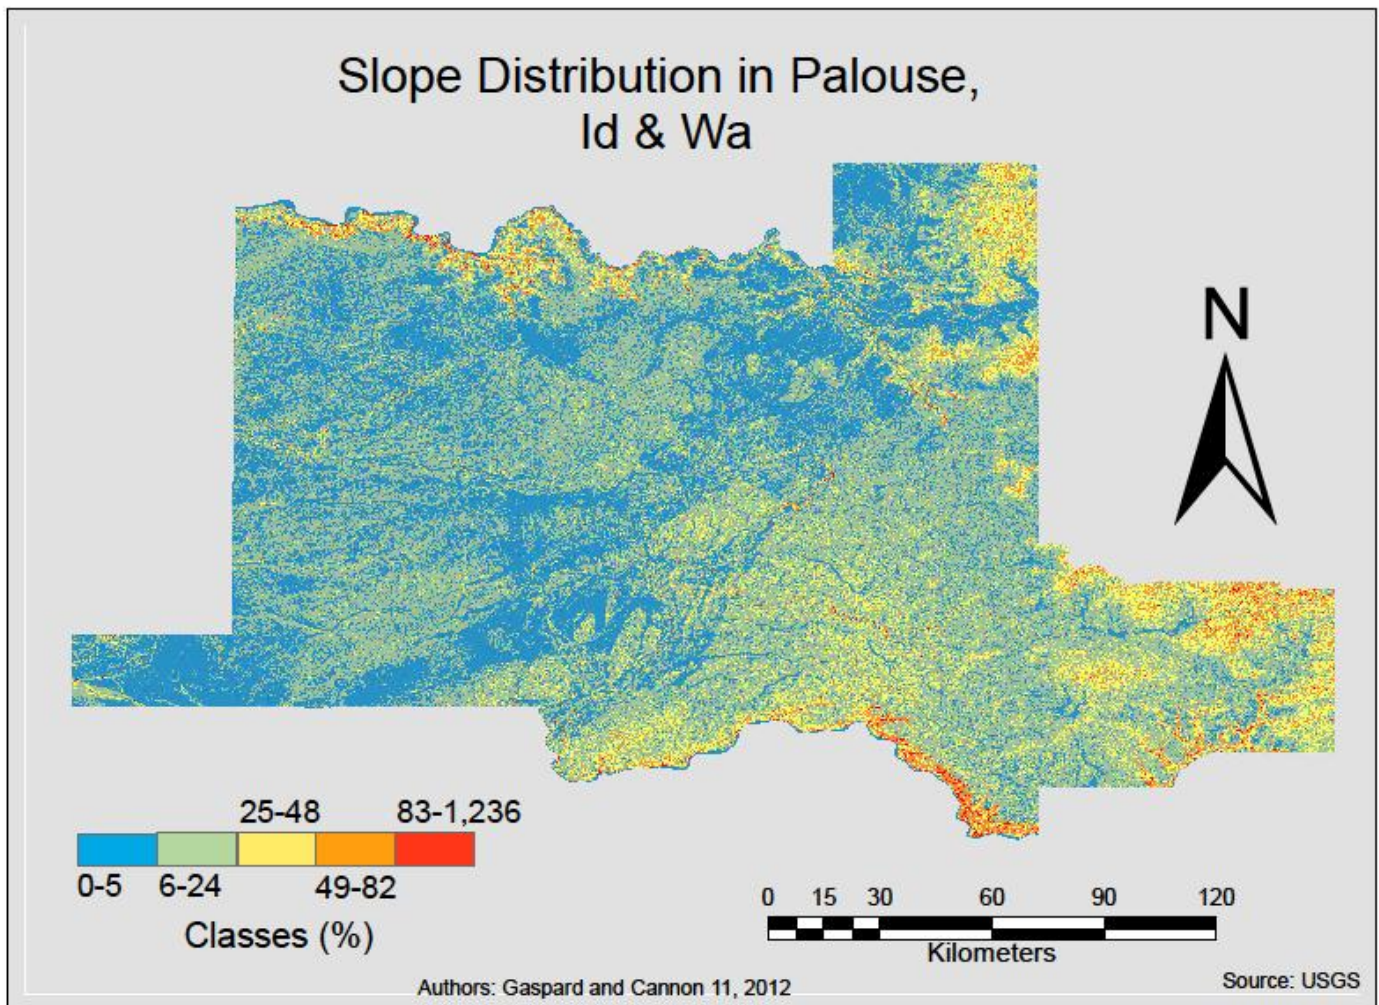 Slope Distribution in Palouse,
Id & Wa
N
25-48 83-1,236
0-5 6-24 49-82
Classes (%)
0 15 30 60 90 120
Kilometers
Authors: Gaspard and Cannon 11, 2012
Source: USGS